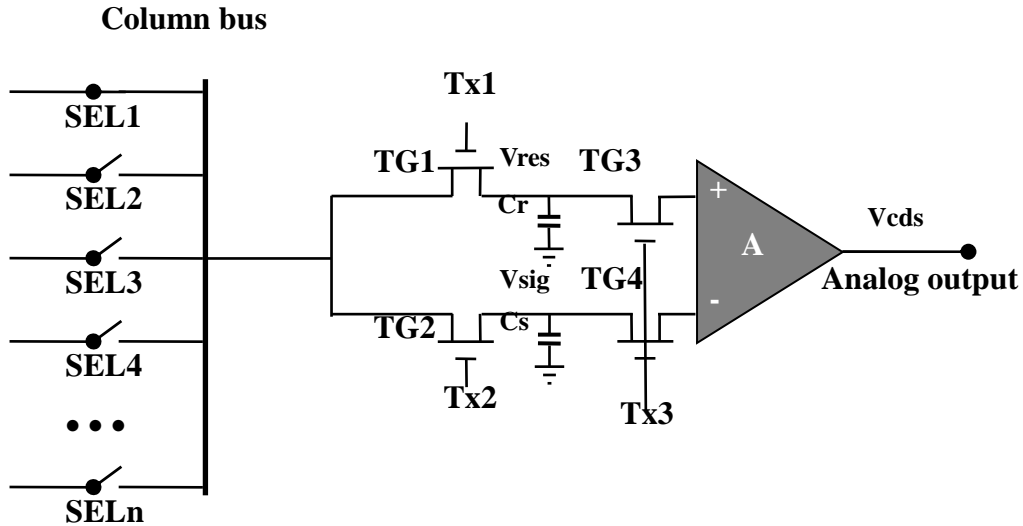 Column bus
SEL1
SEL2
SEL3
SEL4
•••
SELn
Tx1
TG1
Vres
Cr
TG3
Vsig
TG4
TG2
Cs
Tx2
Tx3
+
A
-
Vcds
Analog output